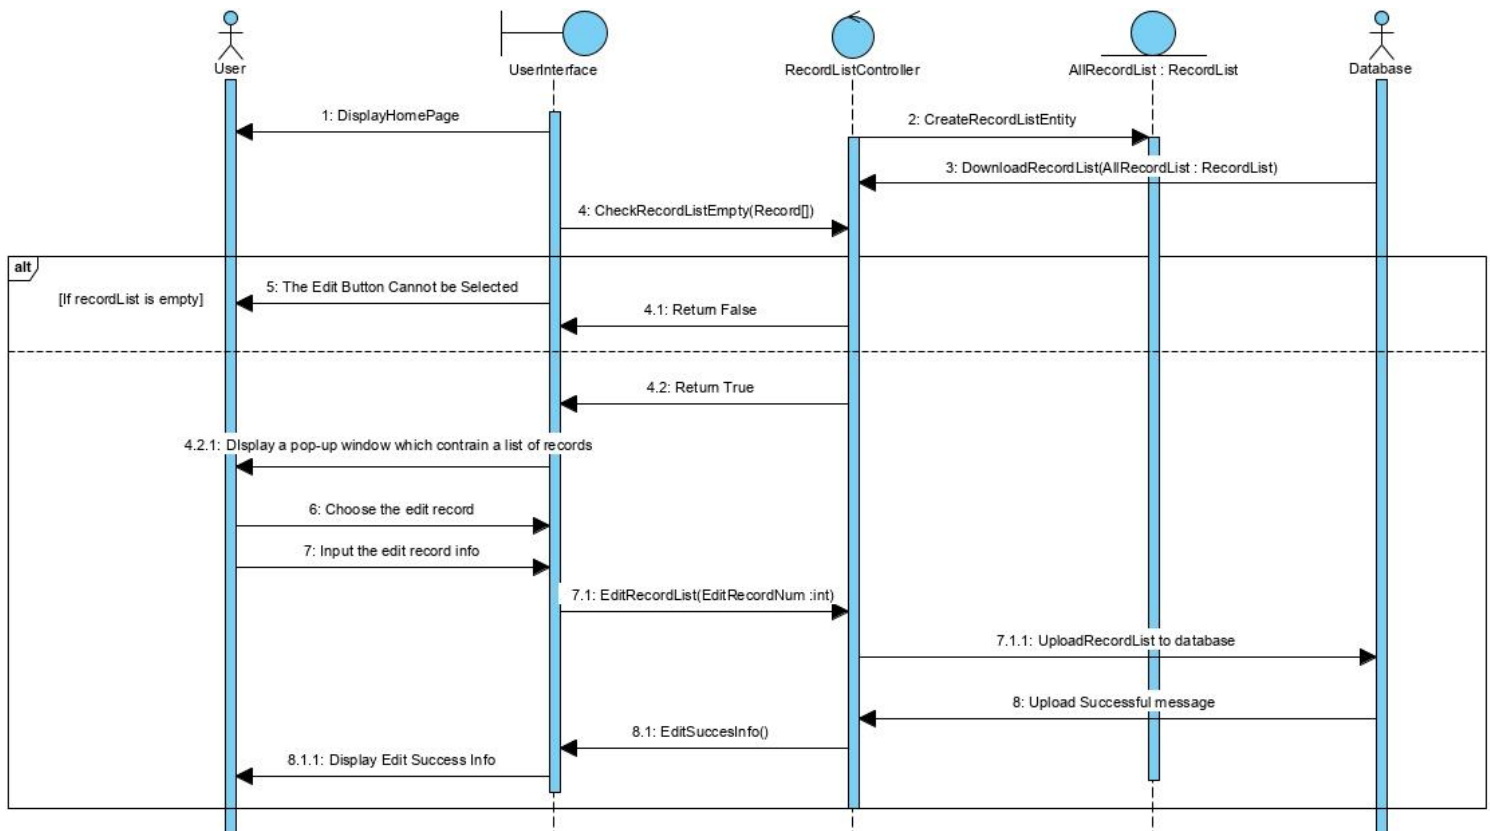 User
UserInterface
RecordListController
AllRecordList : RecordList
Database
1: DisplayHomePage
2: CreateRecordListEntity
3: DownloadRecordList(AllRecordList : RecordList)
4: CheckRecordListEmpty(Record[])
alt
[If recordList is empty]
5: The Edit Button Cannot be Selected
4.1: Return False
4.2: Return True
4.2.1: DIsplay a pop-up window which contrain a list of records
6: Choose the edit record
7: Input the edit record info
7.1: EditRecordList(EditRecordNum :int)
7.1.1: UploadRecordList to database
8: Upload Successful message
8.1: EditSuccesInfo()
8.1.1: Display Edit Success Info